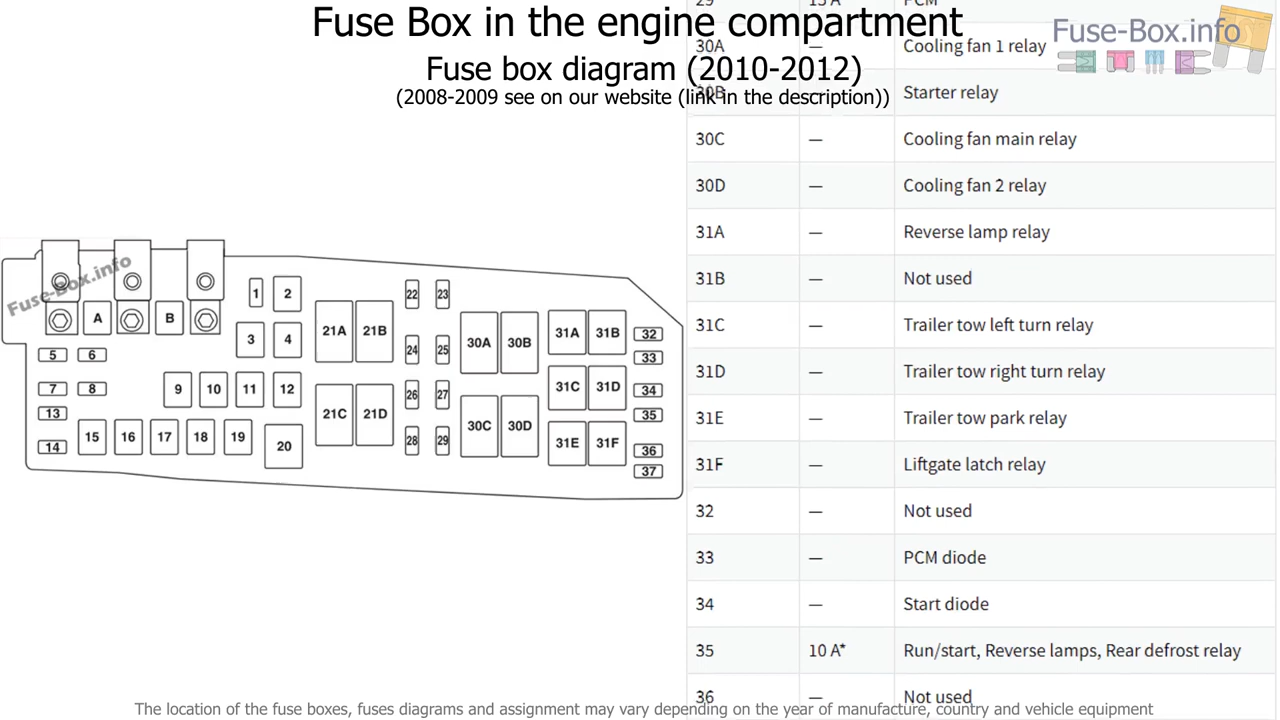 Fuse Box in the engine compartment
Fuse box diagram (2010-2012)
(2008-2009 see on our website (link in the description))
Fuse-Box.info
Fuse-Box.info
A
B
1
2
3
4
5
6
7
8
9
10
11
12
13
14
15
16
17
18
19
20
21A
21B
21C
21D
22
23
24
25
26
27
28
29
30A
30B
30C
30D
31A
31B
31C
31D
31E
31F
32
33
34
35
36
37
29 15 A* PCM
30A — Cooling fan 1 relay
30B — Starter relay
30C — Cooling fan main relay
30D — Cooling fan 2 relay
31A — Reverse lamp relay
31B — Not used
31C — Trailer tow left turn relay
31D — Trailer tow right turn relay
31E — Trailer tow park relay
31F — Liftgate latch relay
32 — Not used
33 — PCM diode
34 — Start diode
35 10 A* Run/start, Reverse lamps, Rear defrost relay
36 — Not used
The location of the fuse boxes, fuses diagrams and assignment may vary depending on the year of manufacture, country and vehicle equipment